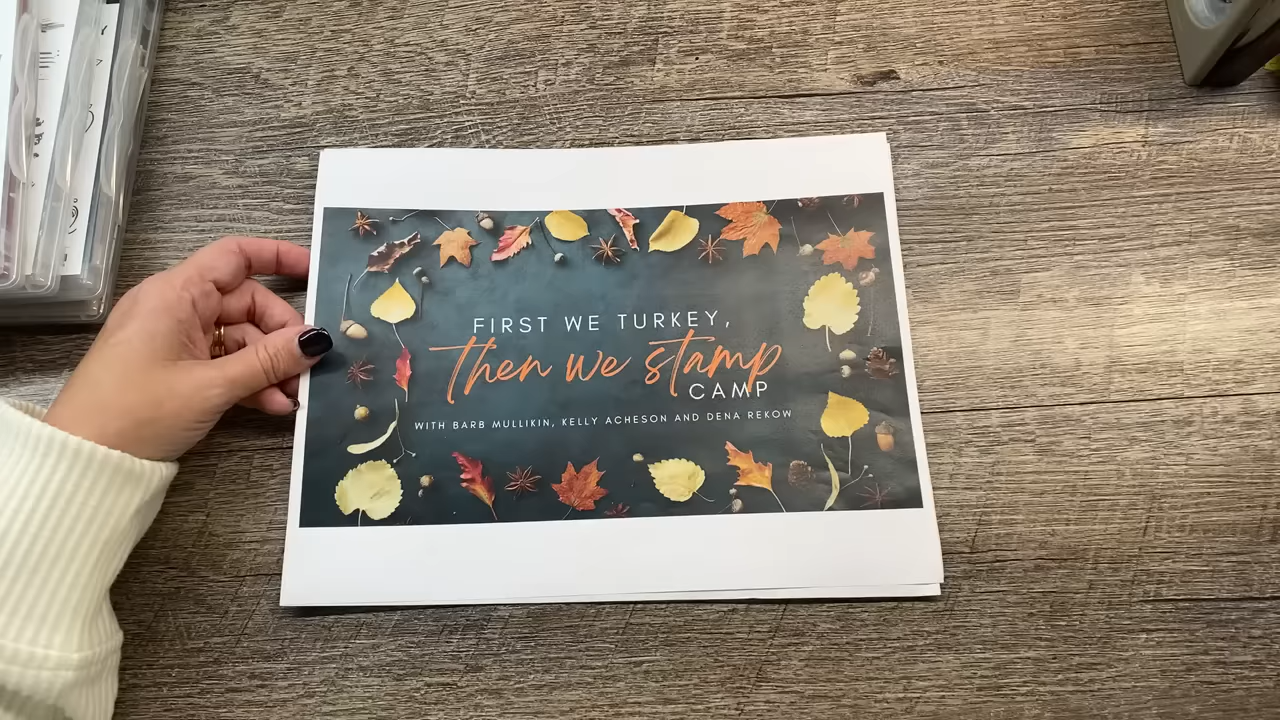 FIRST WE TURKEY,
then we stamp
CAMP
WITH BARB MULLIKIN, KELLY ACHESON AND DENA REKOW